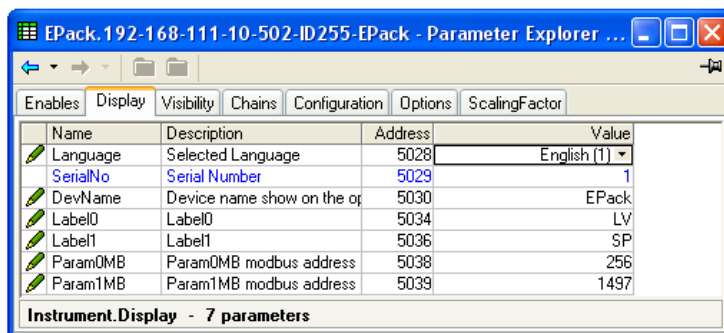 EPack.192-168-111-10-502-ID255-EPack - Parameter Explorer ...
Enables Display Visibility Chains Configuration Options ScalingFactor
Name Description Address Value
Language Selected Language 5028 English (1)
SerialNo Serial Number 5029 1
DevName Device name show on the op 5030 EPack
Label0 Label0 5034 LV
Label1 Label1 5036 SP
Param0MB Param0MB modbus address 5038 256
Param1MB Param1MB modbus address 5039 1497
Instrument.Display - 7 parameters